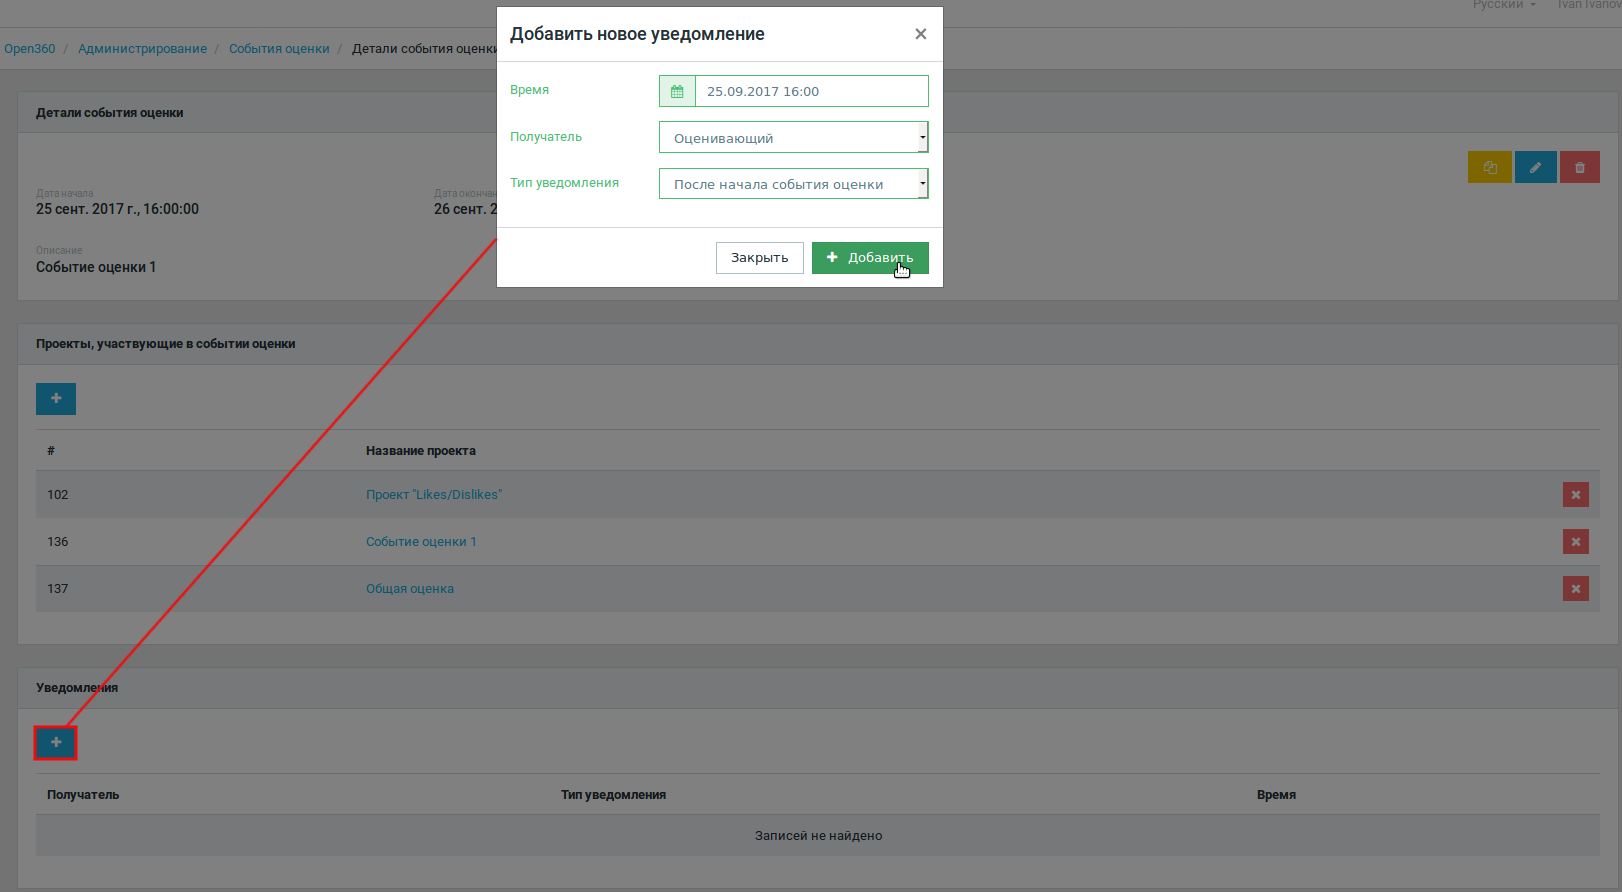 Русский
Ivan Ivanov
Open360 / Администрирование / События оценки / Детали события оценки
Добавить новое уведомление ×
Время 25.09.2017 16:00
Получатель Оценивающий
Тип уведомления После начала события оценки
Закрыть
Добавить
Детали события оценки
Дата начала
25 сент. 2017 г., 16:00:00
26 сент. 2
Описание
Событие оценки 1
Проекты, участвующие в событии оценки
# Название проекта
102 Проект "Likes/Dislikes"
136 Событие оценки 1
137 Общая оценка
Уведомления
Получатель Тип уведомления Время
Записей не найдено